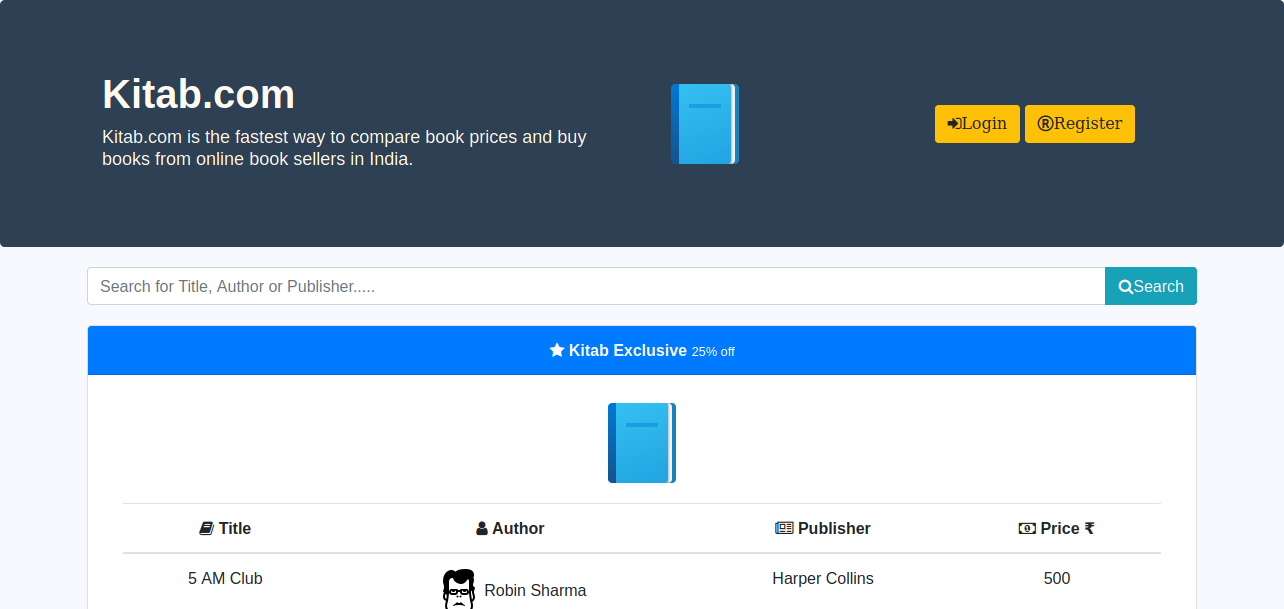 Kitab.com
Kitab.com is the fastest way to compare book prices and buy
books from online book sellers in India.
Login
®Register
Search for Title, Author or Publisher.....
Search
Kitab Exclusive 25% off
Title Author Publisher Price ₹
5 AM Club Robin Sharma Harper Collins 500